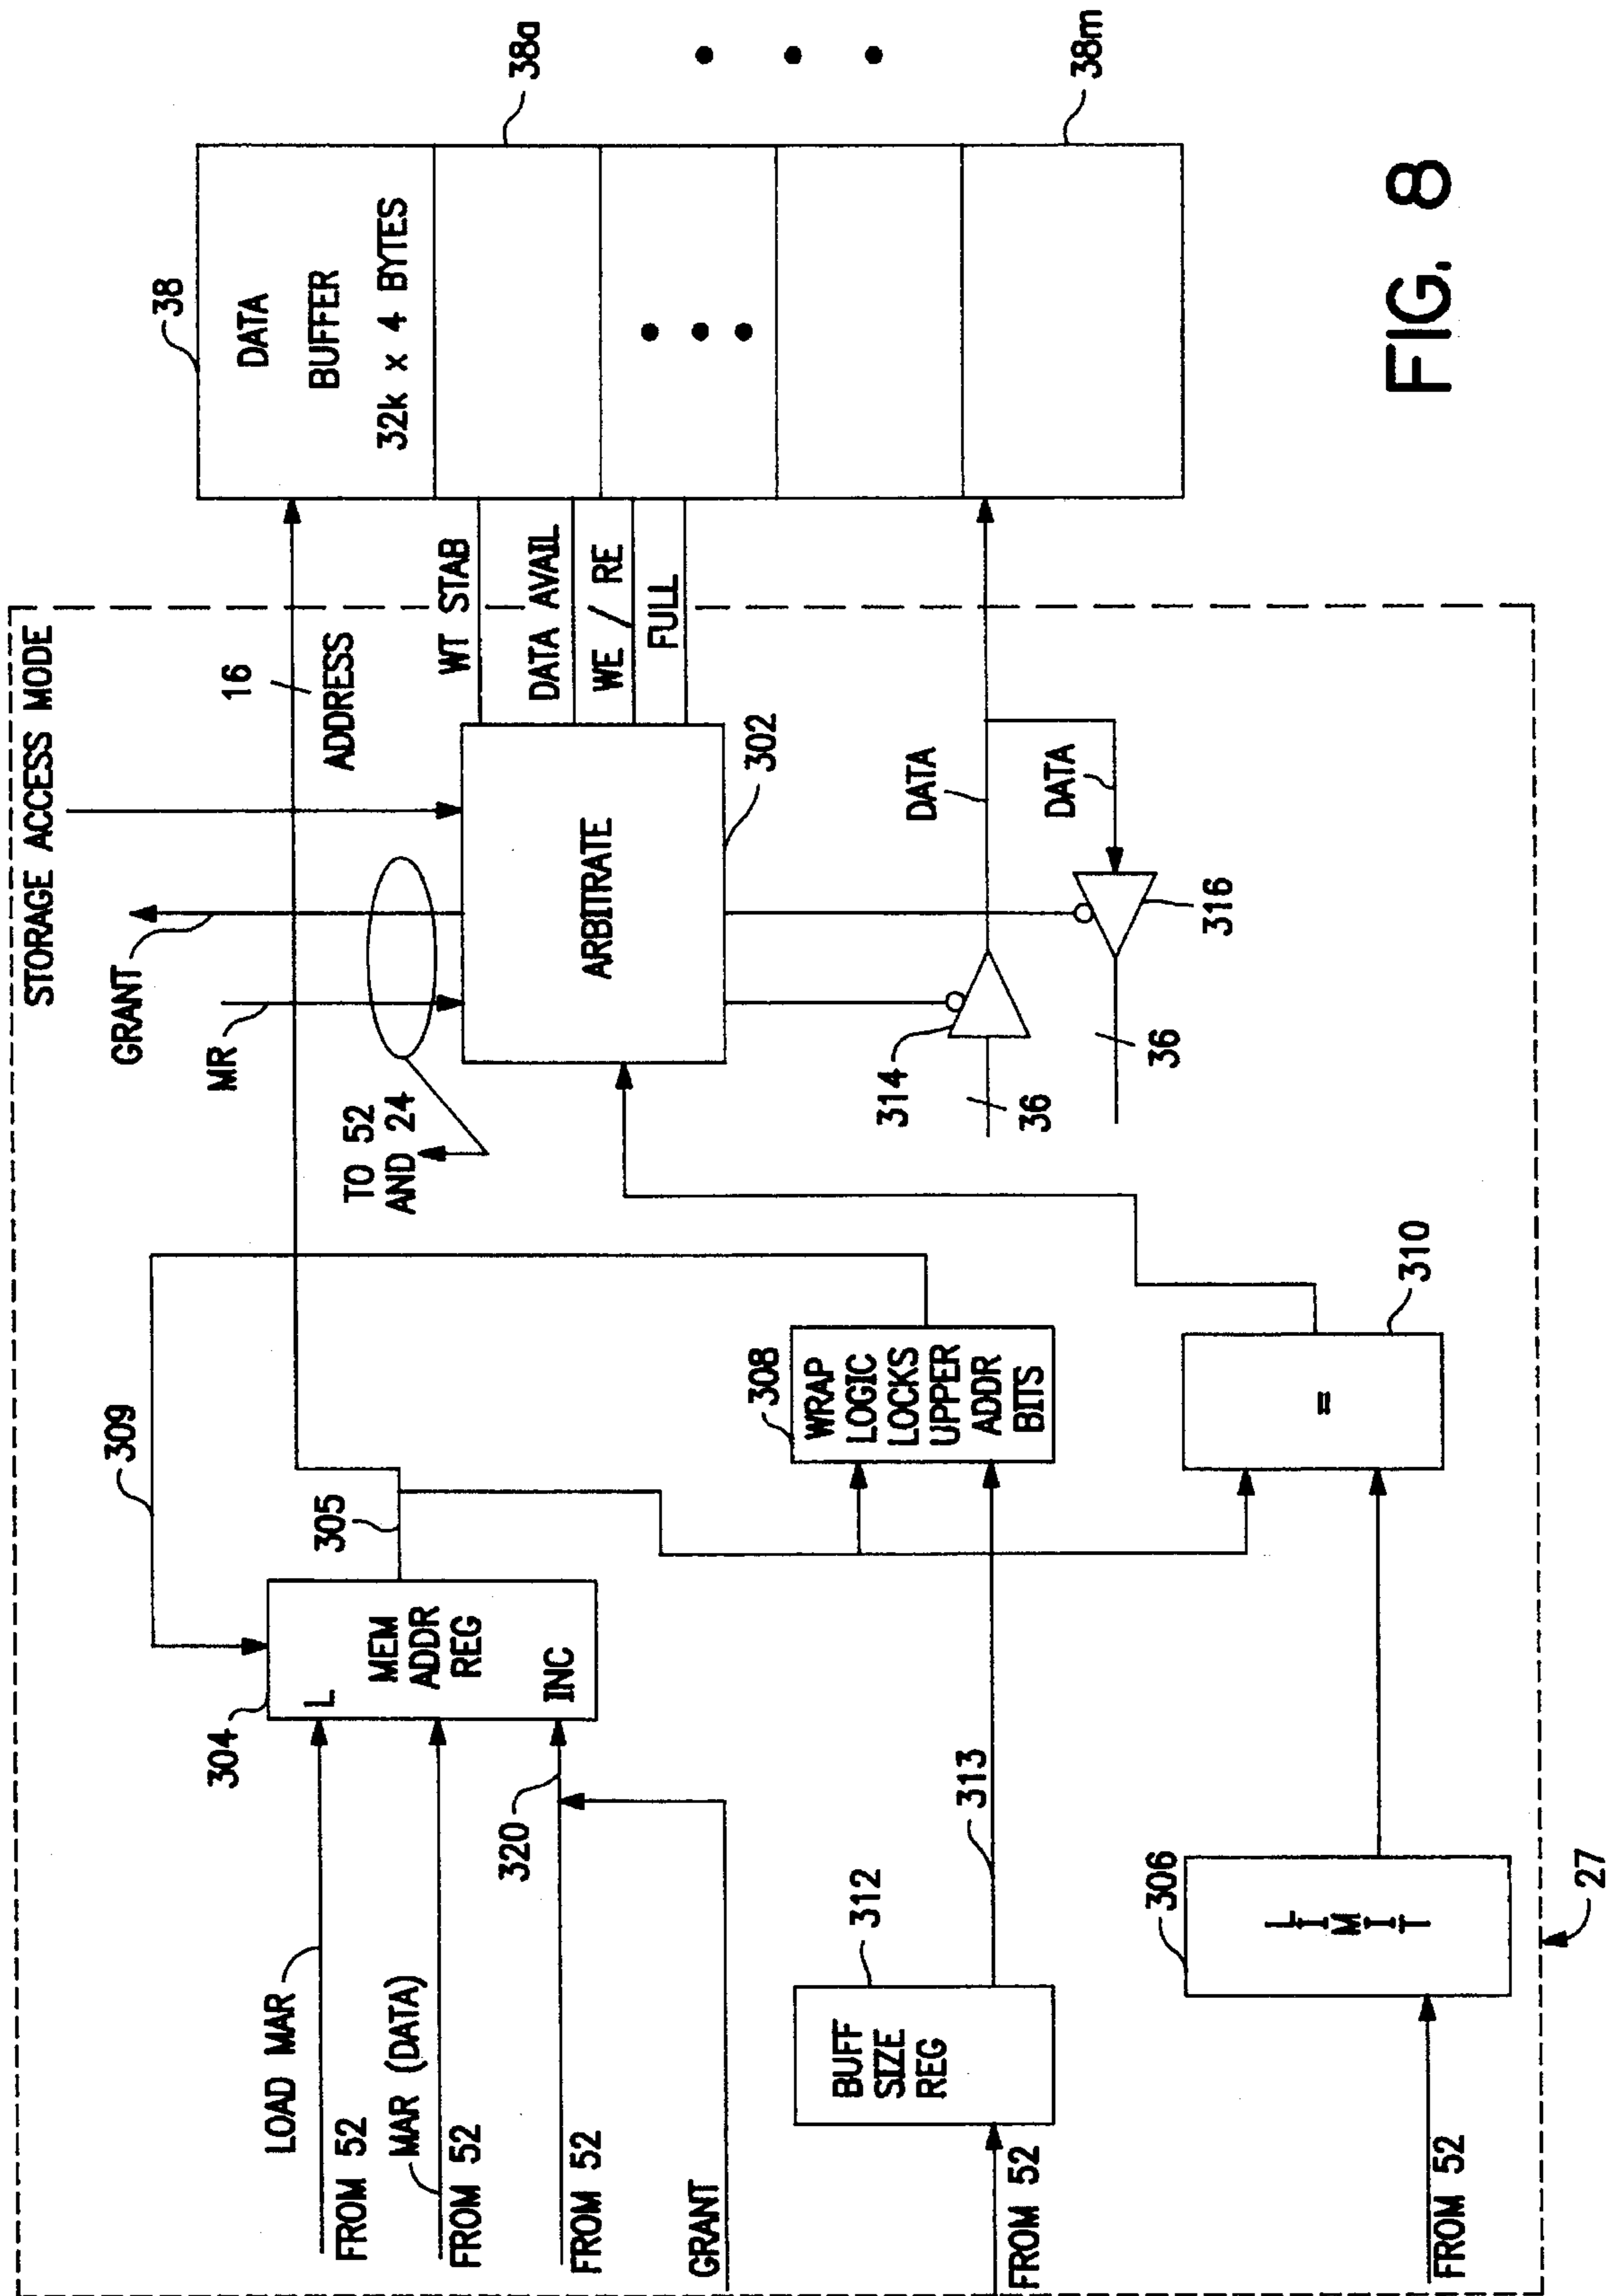 STORAGE ACCESS MODE
GRANT
MR
16
ADDRESS
TO 52
AND 24
309
304
L
MEM
ADDR
REG
INC
305
LOAD MAR
FROM 52
MAR (DATA)
FROM 52
320
FROM 52
GRANT
ARBITRATE
302
WT STAB
DATA AVAIL
WE / RE
FULL
38
DATA
BUFFER
32k x 4 BYTES
38a
38m
308
WRAP
LOGIC
LOCKS
UPPER
ADDR
BITS
312
BUFF
SIZE
REG
313
FROM 52
314
36
DATA
DATA
316
36
310
=
306
LIMIT
FROM 52
27
FIG. 8